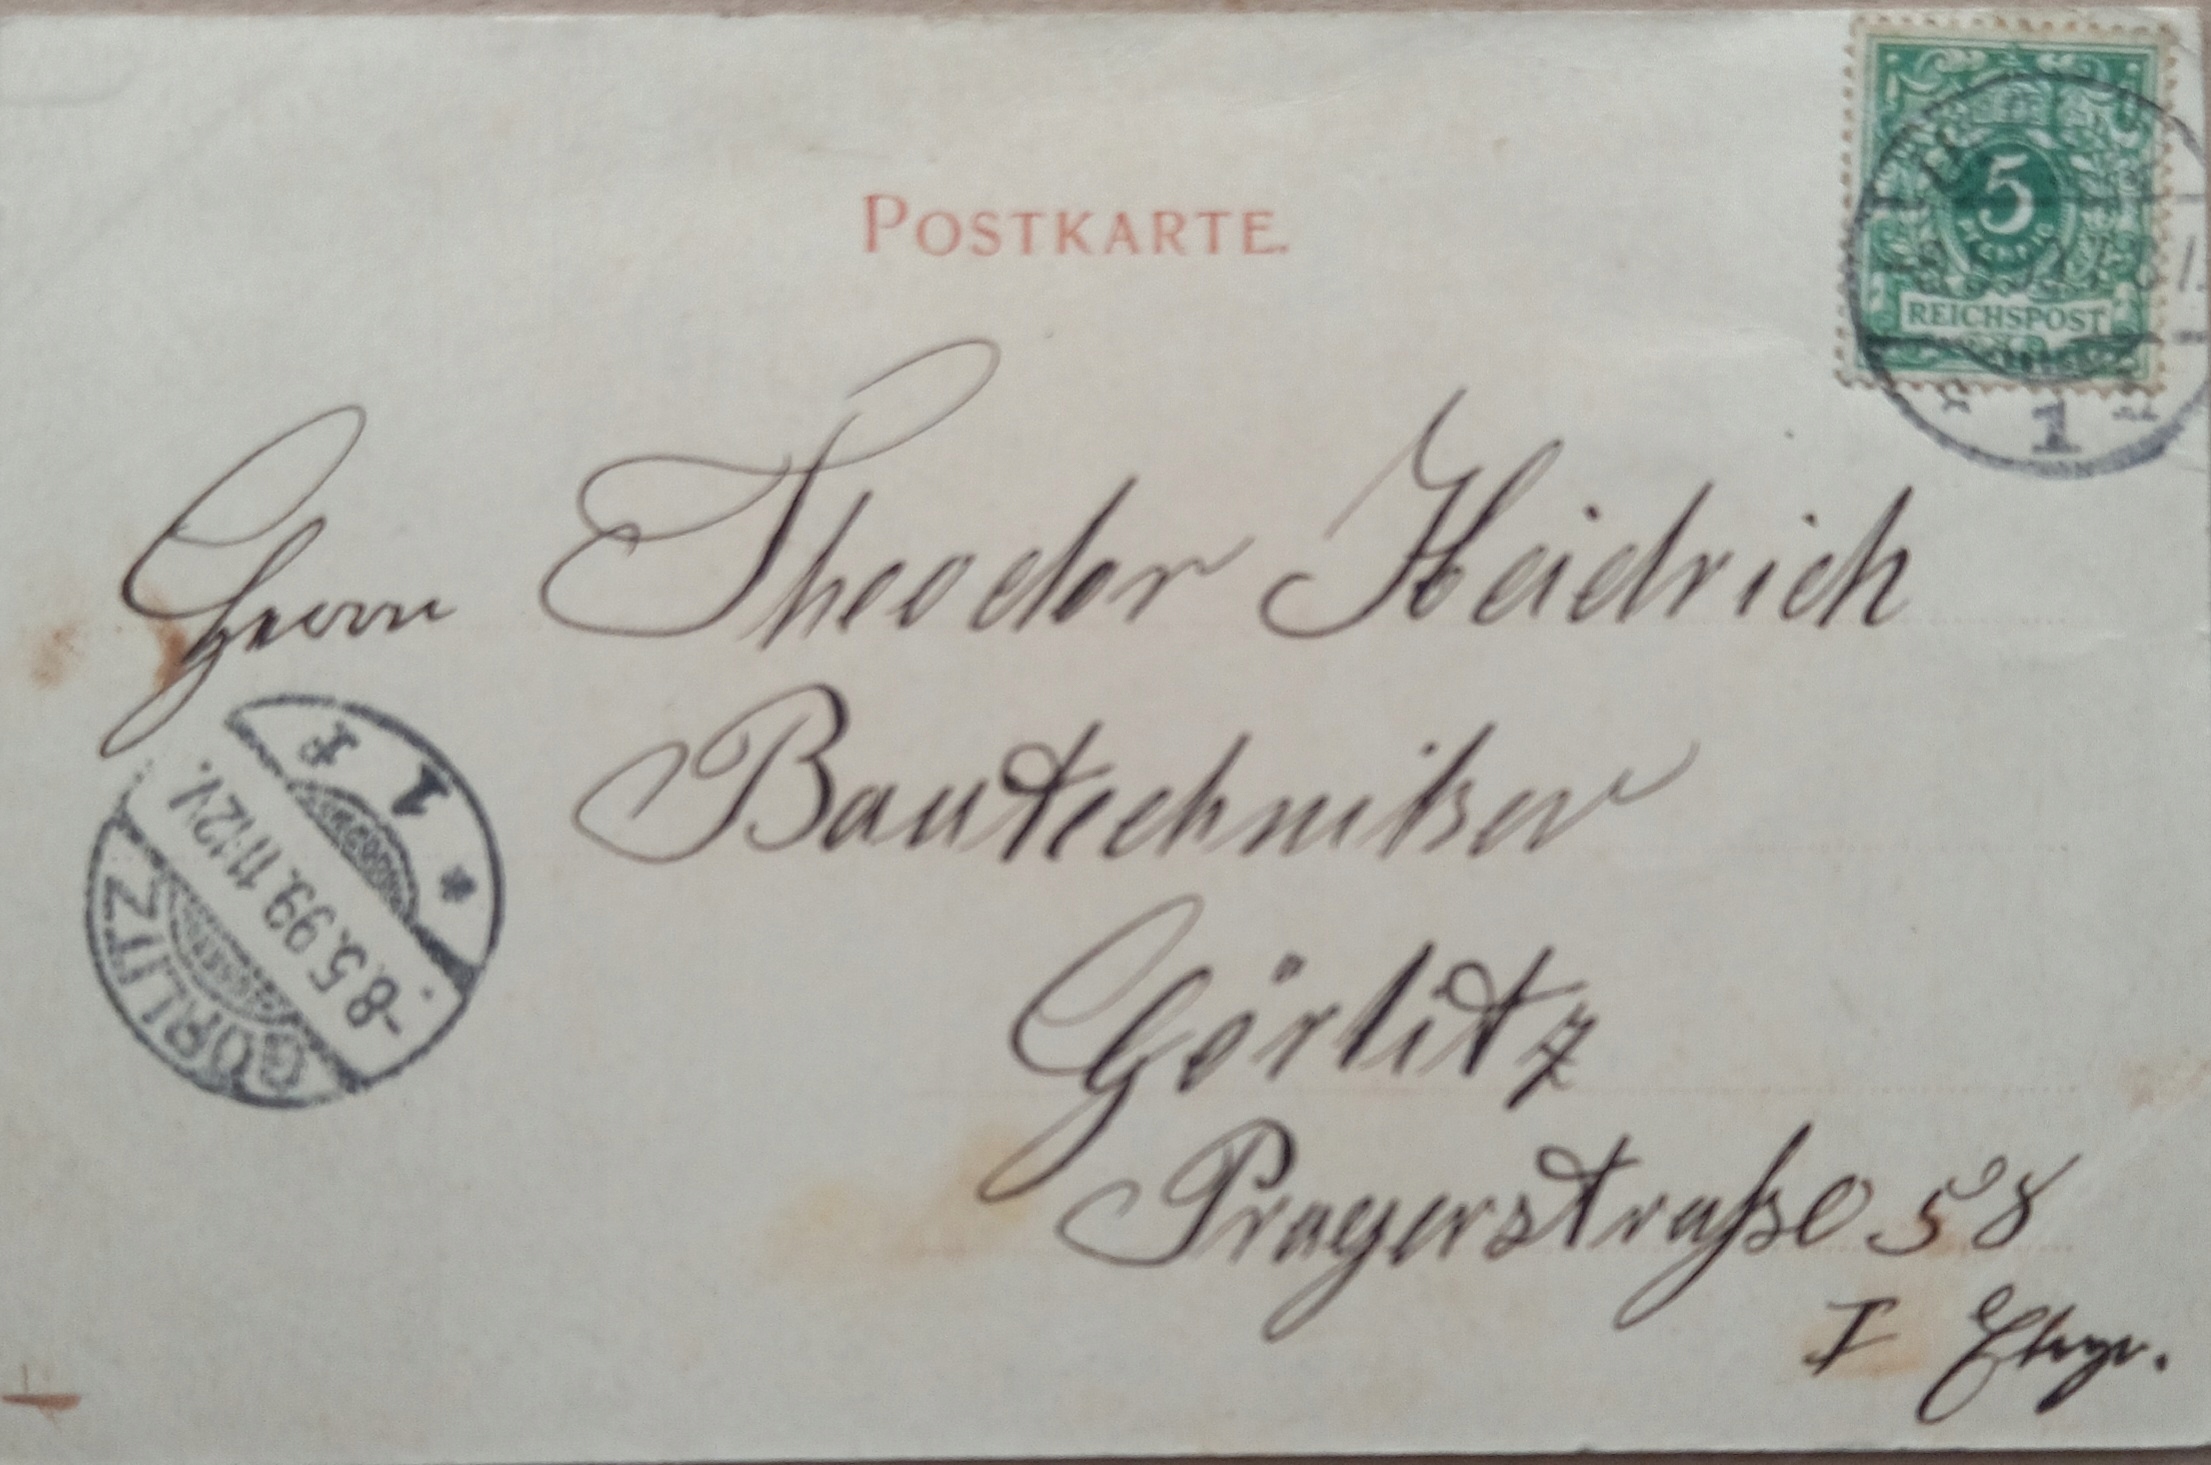 POSTKARTE.
5
PFENNIG
REICHSPOST
1
Herrn Theodor Heidrich
Bautechniker
Görlitz
Pragerstraße 58
I Etage.
GÖRLITZ
-8.5.99.11-12V.
1 f
*